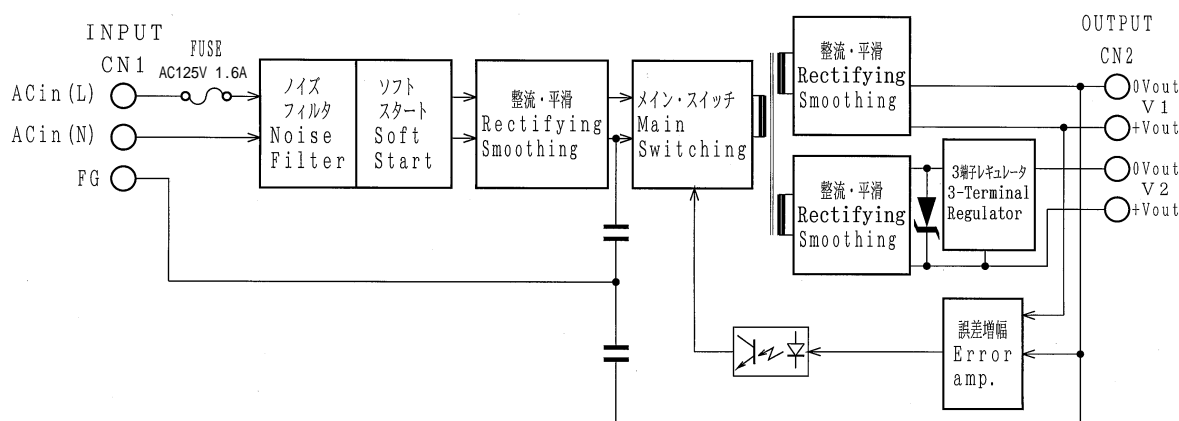 INPUT
CN1
FUSE
AC125V 1.6A
ACin(L)
ACin(N)
FG
ノイズ
フィルタ
Noise
Filter
ソフト
スタート
Soft
Start
整流・平滑
Rectifying
Smoothing
メイン・スイッチ
Main
Switching
整流・平滑
Rectifying
Smoothing
整流・平滑
Rectifying
Smoothing
3端子レギュレータ
3-Terminal
Regulator
誤差増幅
Error
amp.
OUTPUT
CN2
0Vout
V1
+Vout
0Vout
V2
+Vout